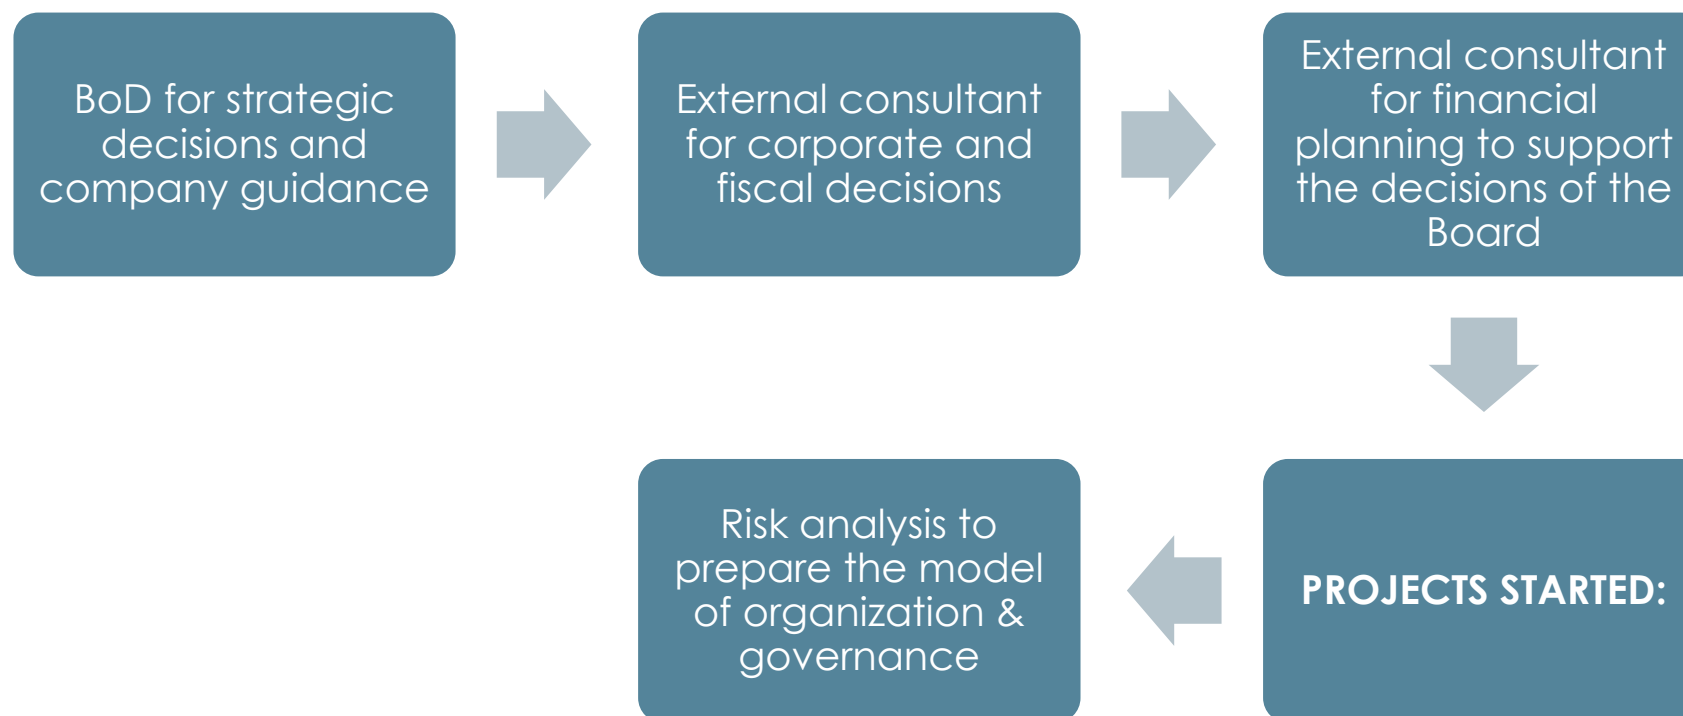 BoD for strategic
decisions and
company guidance
External consultant
for corporate and
fiscal decisions
External consultant
for financial
planning to support
the decisions of the
Board
PROJECTS STARTED:
Risk analysis to
prepare the model
of organization &
governance